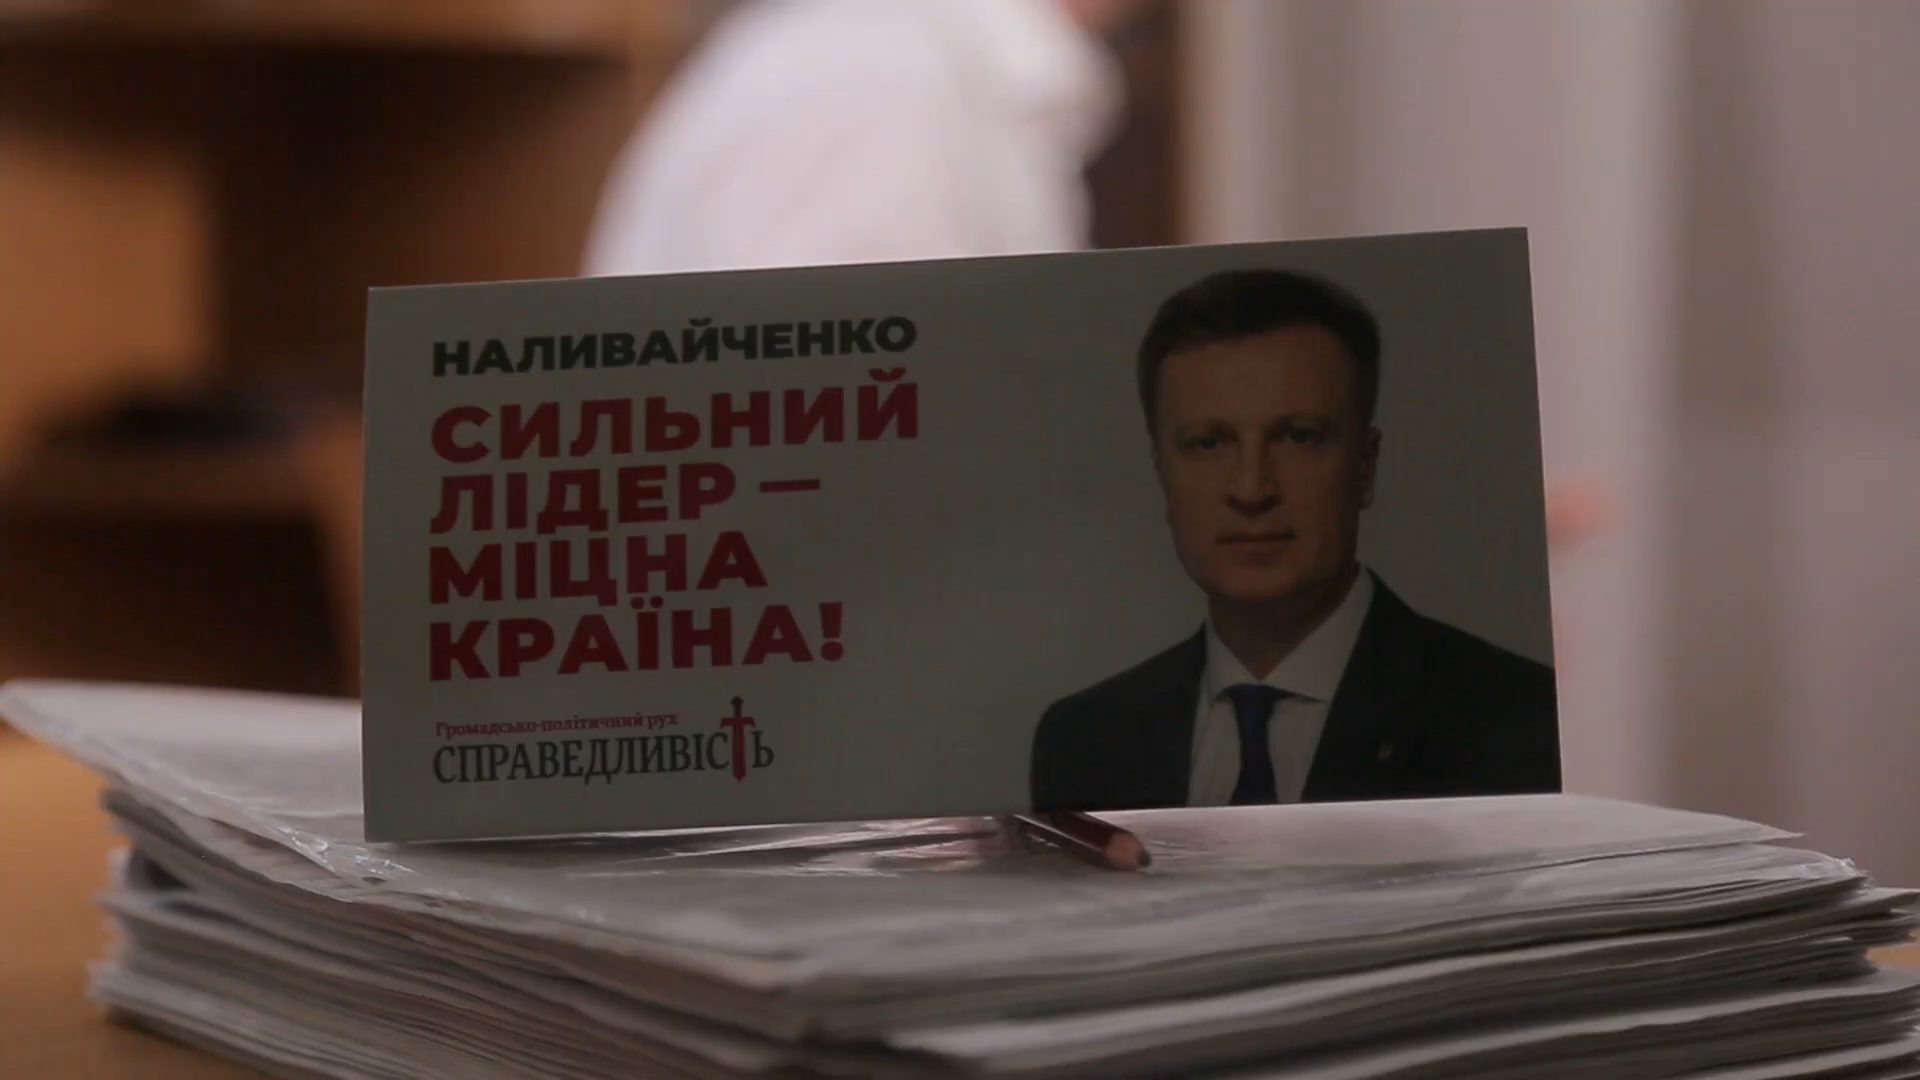 НАЛИВАЙЧЕНКО
СИЛЬНИЙ
ЛІДЕР –
МІЦНА
КРАЇНА!
Громадсько-політичний рух
СПРАВЕДЛИВІСТЬ